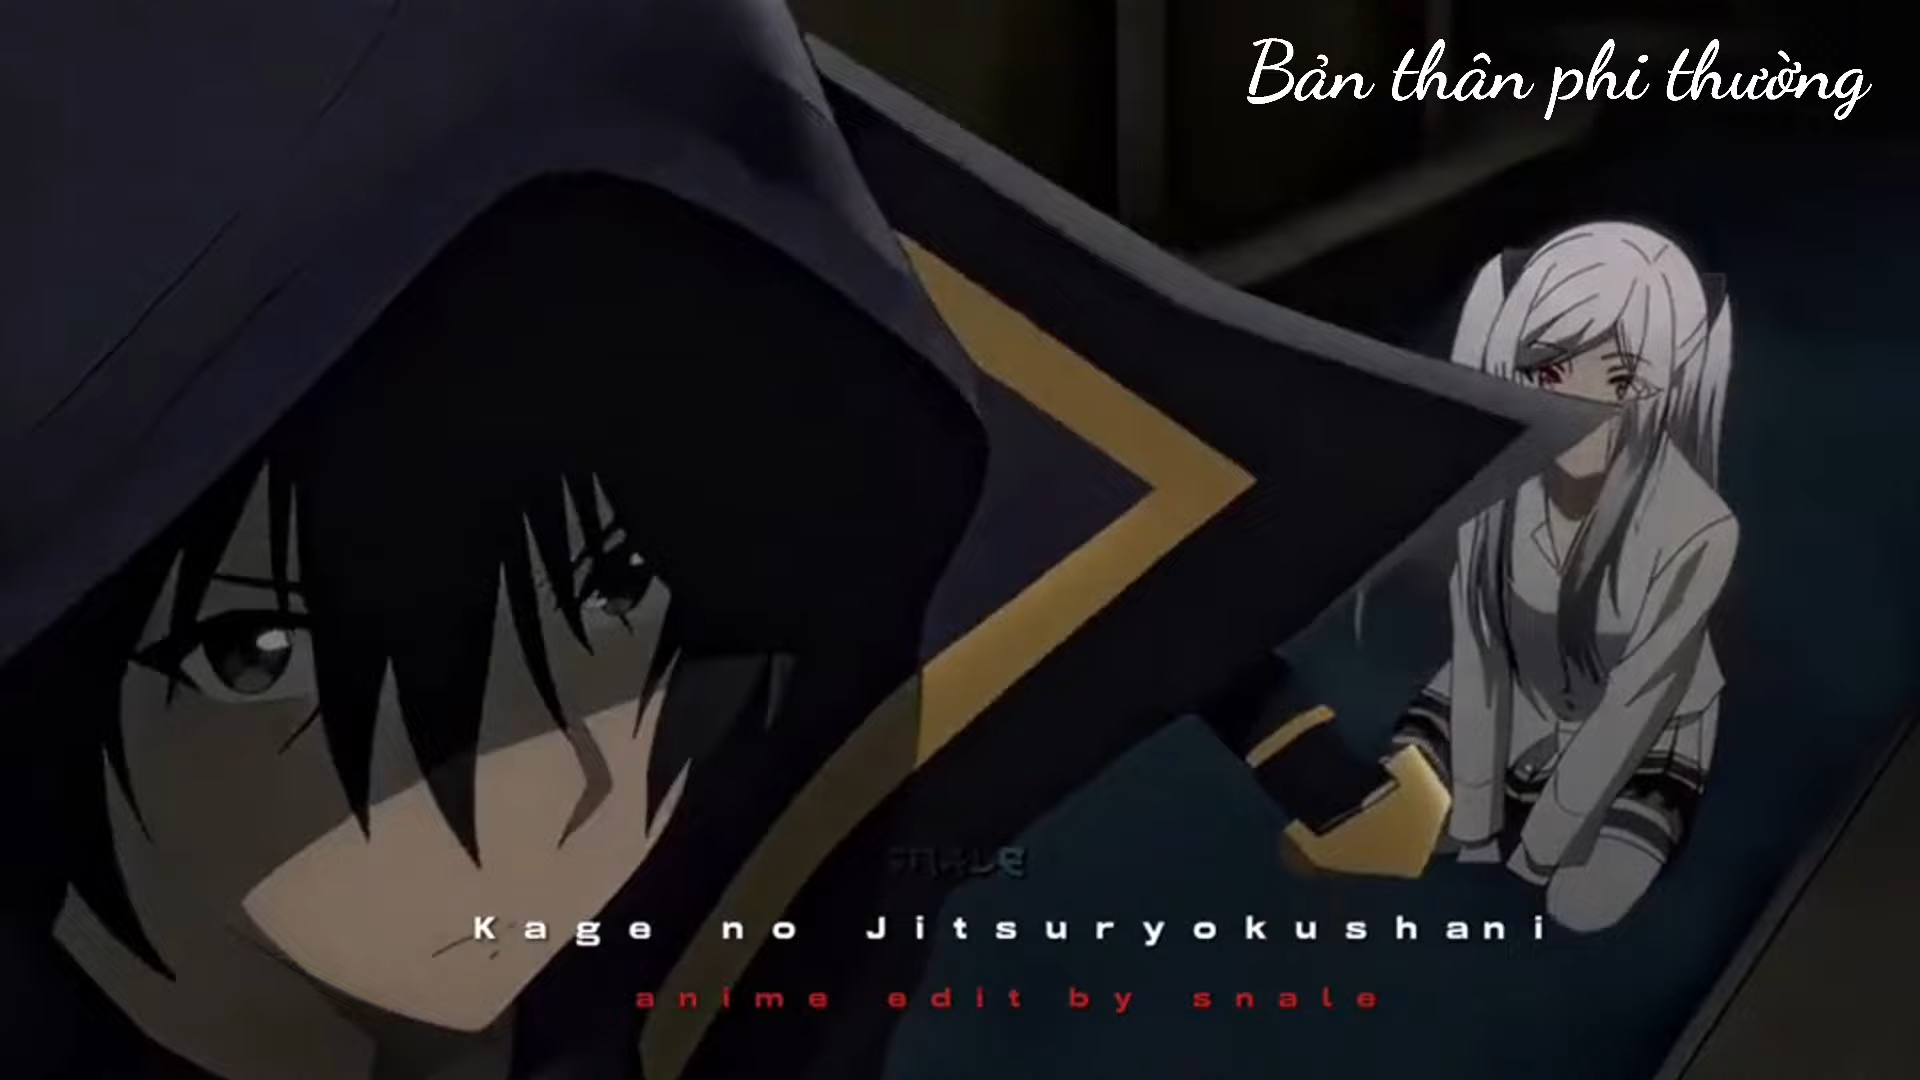 Bản thân phi thường
Kage no Jitsuryokushani
anime edit by snale